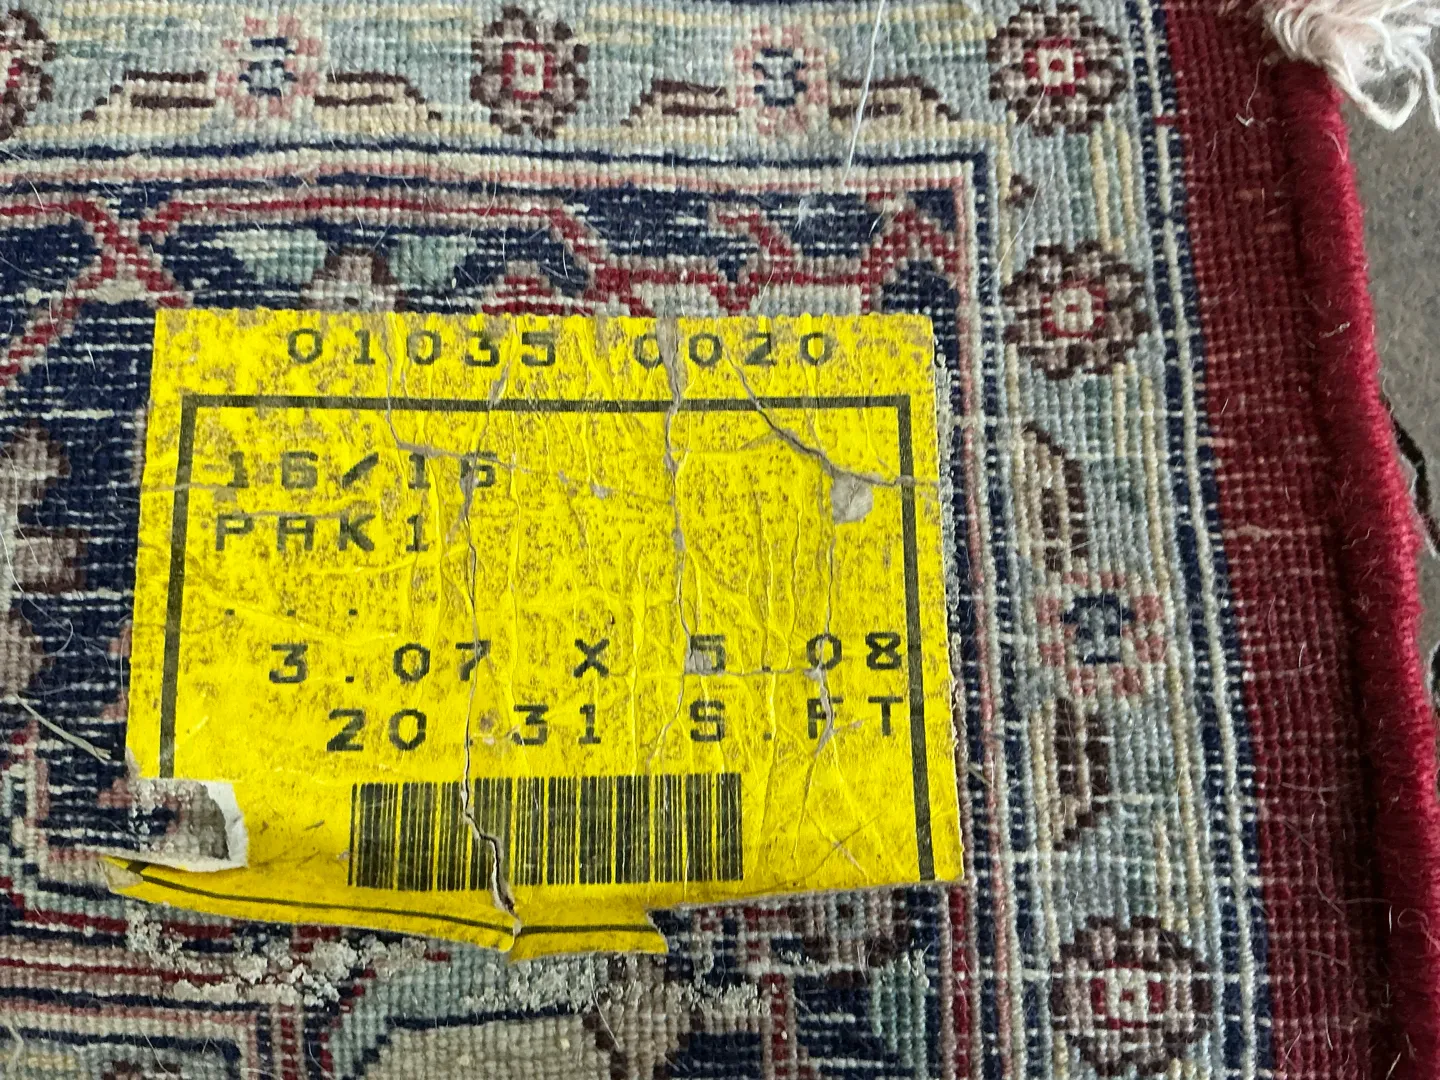 01035 0020
16/16
PAK1
. . .
3.07 X 5.08
20.31 S.FT